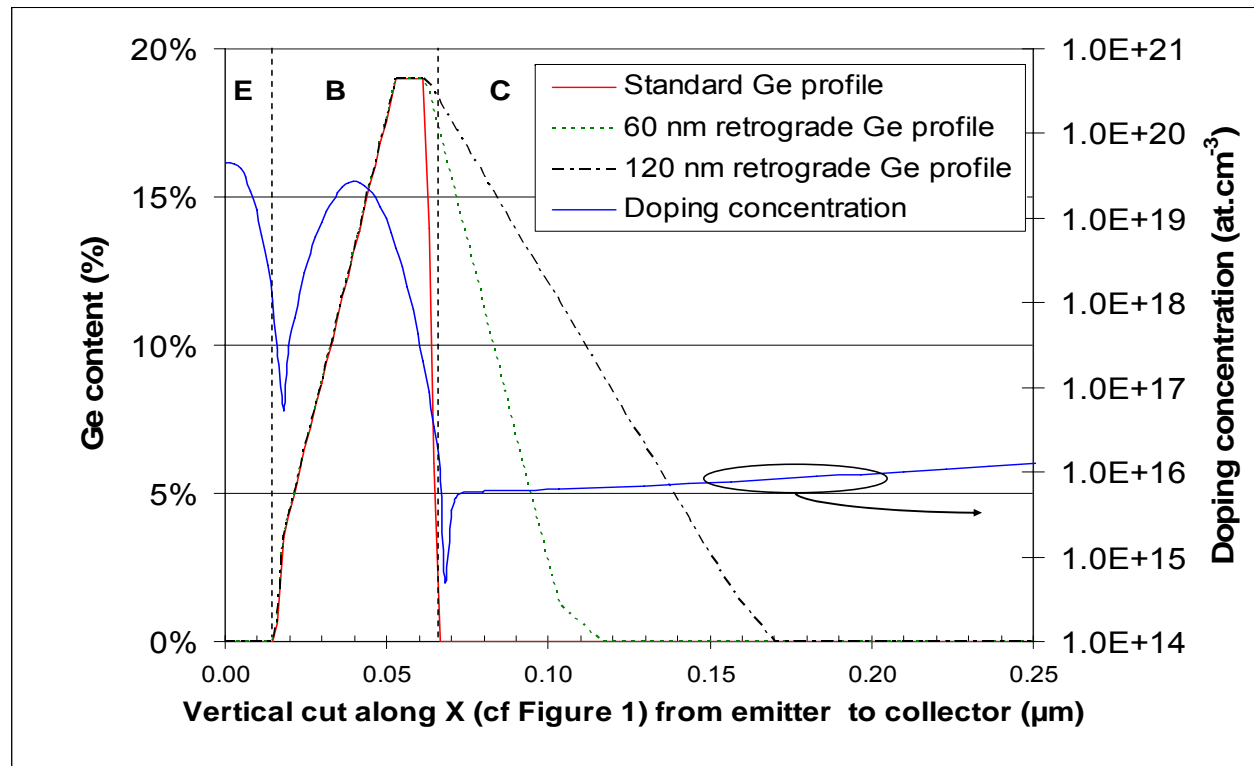 20%
15%
10%
5%
0%
Ge content (%)
E
B
C
Standard Ge profile
60 nm retrograde Ge profile
120 nm retrograde Ge profile
Doping concentration
1.0E+21
1.0E+20
1.0E+19
1.0E+18
1.0E+17
1.0E+16
1.0E+15
1.0E+14
Doping concentration (at.cm-3)
0.00 0.05 0.10 0.15 0.20 0.25
Vertical cut along X (cf Figure 1) from emitter to collector (µm)